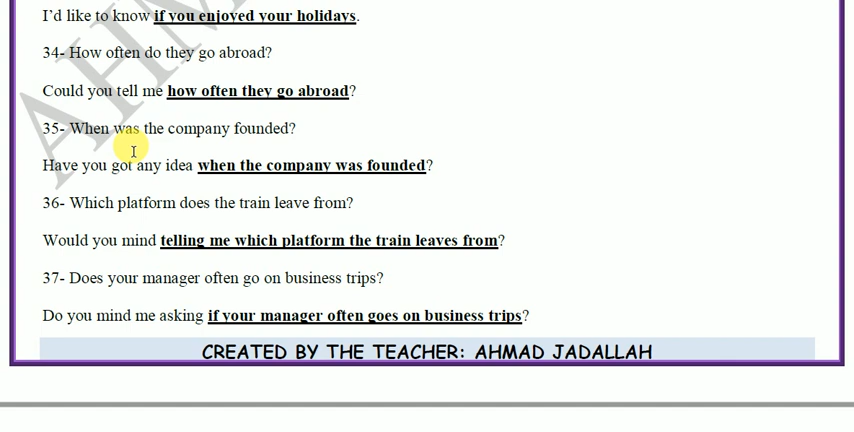 I'd like to know if you enjoyed your holidays.
34- How often do they go abroad?
Could you tell me how often they go abroad?
35- When was the company founded?
Have you got any idea when the company was founded?
36- Which platform does the train leave from?
Would you mind telling me which platform the train leaves from?
37- Does your manager often go on business trips?
Do you mind me asking if your manager often goes on business trips?
CREATED BY THE TEACHER: AHMAD JADALLAH
AHM